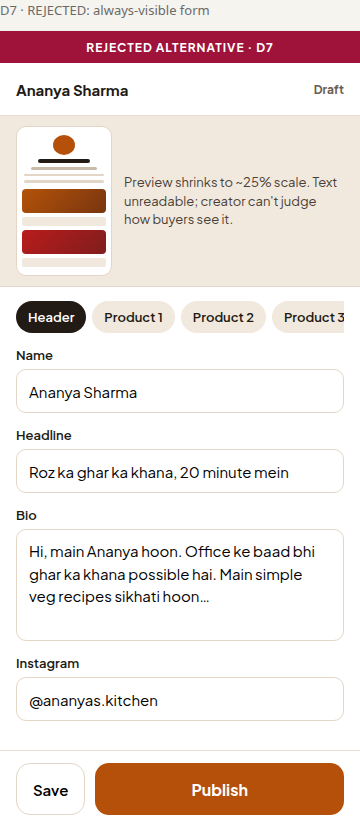 D7 · REJECTED: always-visible form
REJECTED ALTERNATIVE · D7
Ananya Sharma
Draft
Preview shrinks to ~25% scale. Text
unreadable; creator can't judge
how buyers see it.
Header
Product 1
Product 2
Product 3
Name
Ananya Sharma
Headline
Roz ka ghar ka khana, 20 minute mein
Bio
Hi, main Ananya hoon. Office ke baad bhi
ghar ka khana possible hai. Main simple
veg recipes sikhati hoon…
Instagram
@ananyas.kitchen
Save
Publish